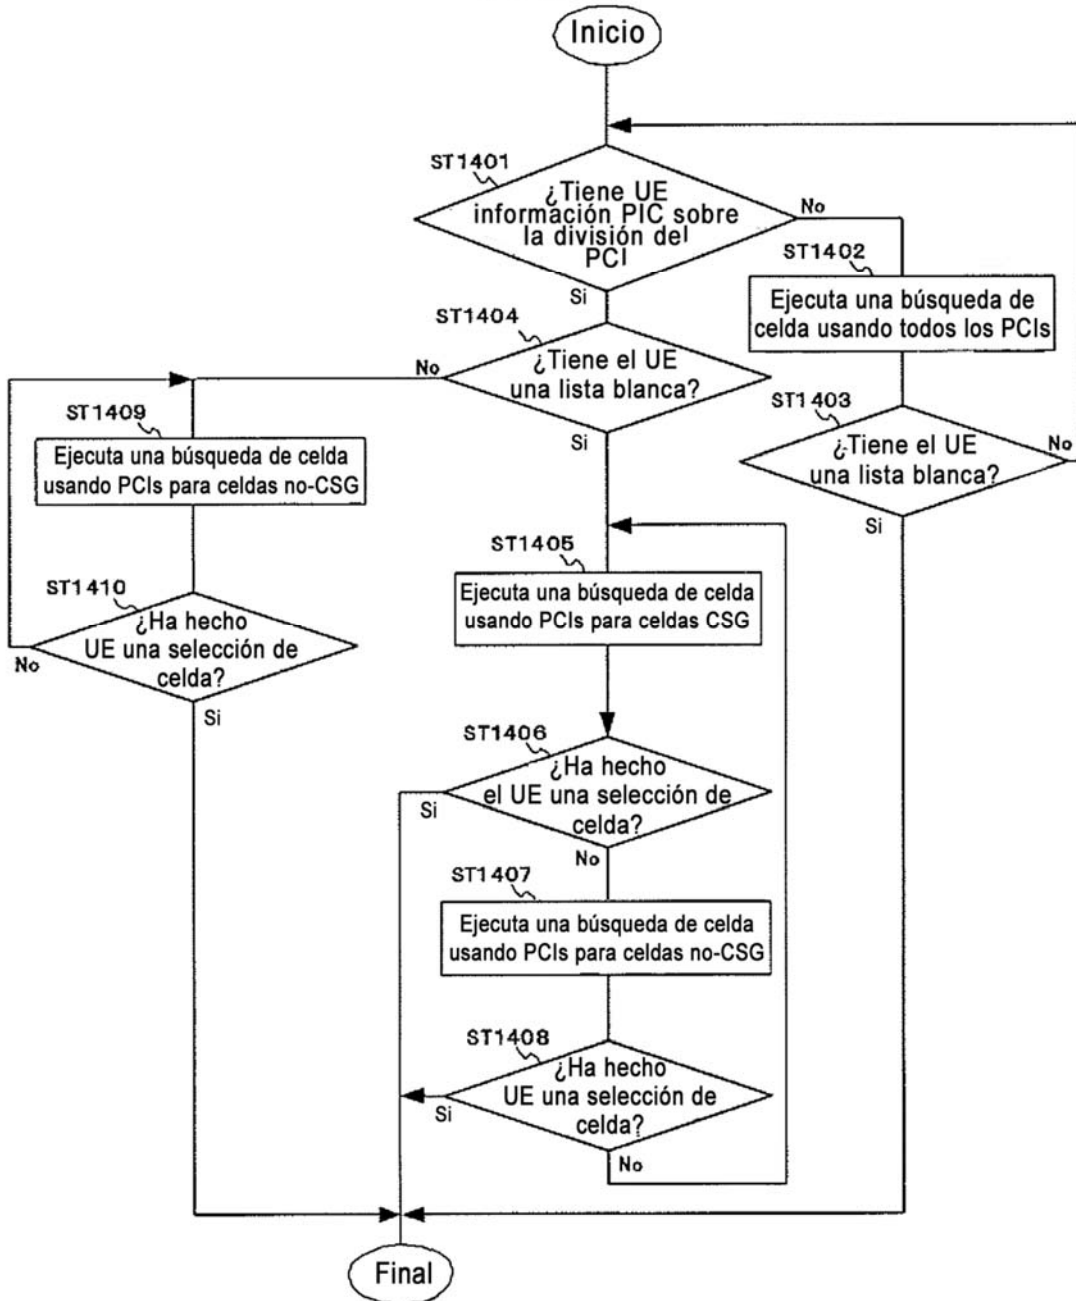 Inicio
ST1401
¿Tiene UE
información PIC sobre
la división del
PCI
No
Si
ST1402
Ejecuta una búsqueda de
celda usando todos los PCIs
ST1404
¿Tiene el UE
una lista blanca?
No
Si
ST1403
¿Tiene el UE
una lista blanca?
No
Si
ST1409
Ejecuta una búsqueda de celda
usando PCIs para celdas no-CSG
ST1405
Ejecuta una búsqueda de celda
usando PCIs para celdas CSG
ST1410
¿Ha hecho
UE una selección de
celda?
No
Si
ST1406
¿Ha hecho
el UE una selección de
celda?
Si
No
ST1407
Ejecuta una búsqueda de celda
usando PCIs para celdas no-CSG
ST1408
¿Ha hecho
UE una selección de
celda?
Si
No
Final